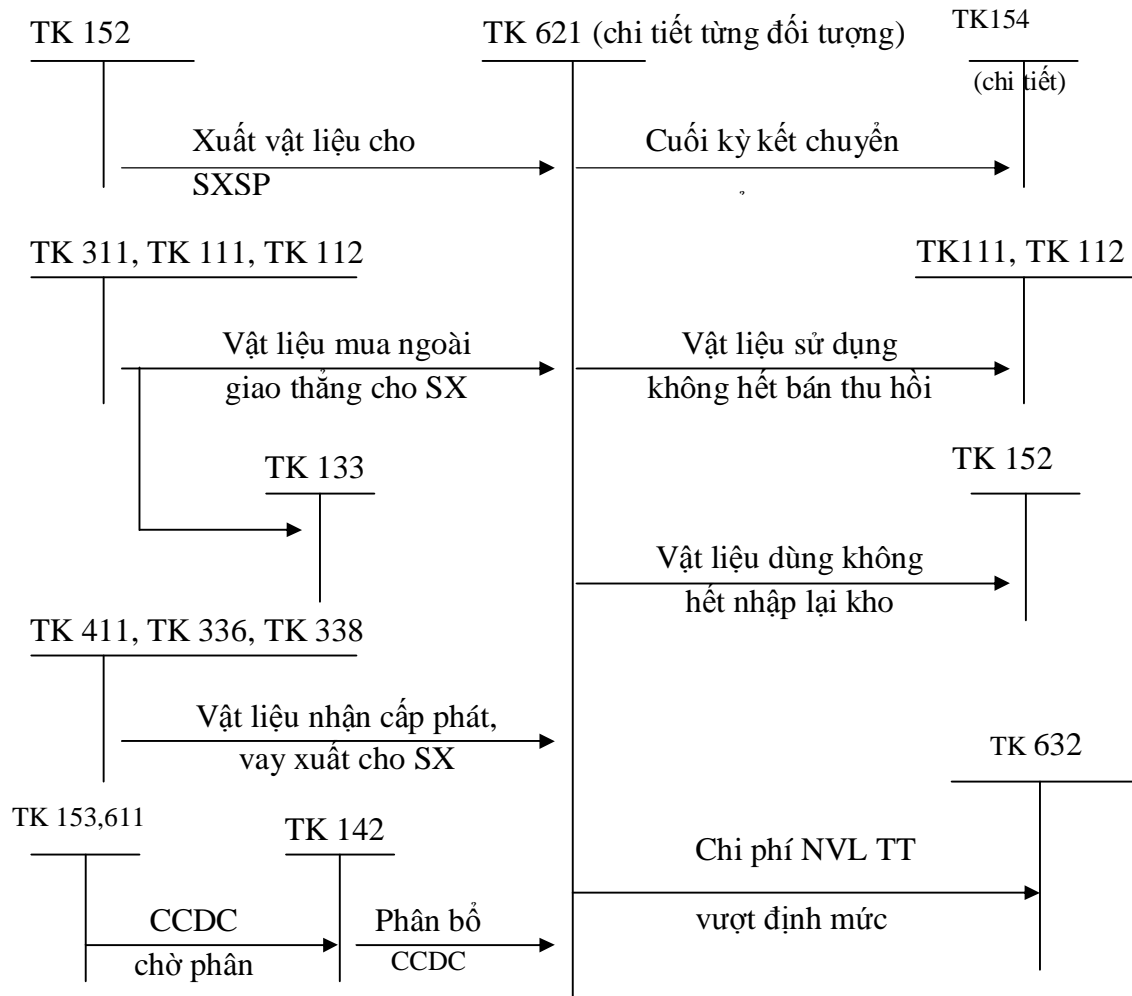 TK 152
TK 621 (chi tiết từng đối tượng)
TK154
(chi tiết)
Xuất vật liệu cho
SXSP
Cuối kỳ kết chuyển
TK 311, TK 111, TK 112
TK111, TK 112
Vật liệu mua ngoài
giao thẳng cho SX
Vật liệu sử dụng
không hết bán thu hồi
TK 133
TK 152
Vật liệu dùng không
hết nhập lại kho
TK 411, TK 336, TK 338
Vật liệu nhận cấp phát,
vay xuất cho SX
TK 632
TK 153,611
TK 142
Chi phí NVL TT
vượt định mức
CCDC
chờ phân
Phân bổ
CCDC